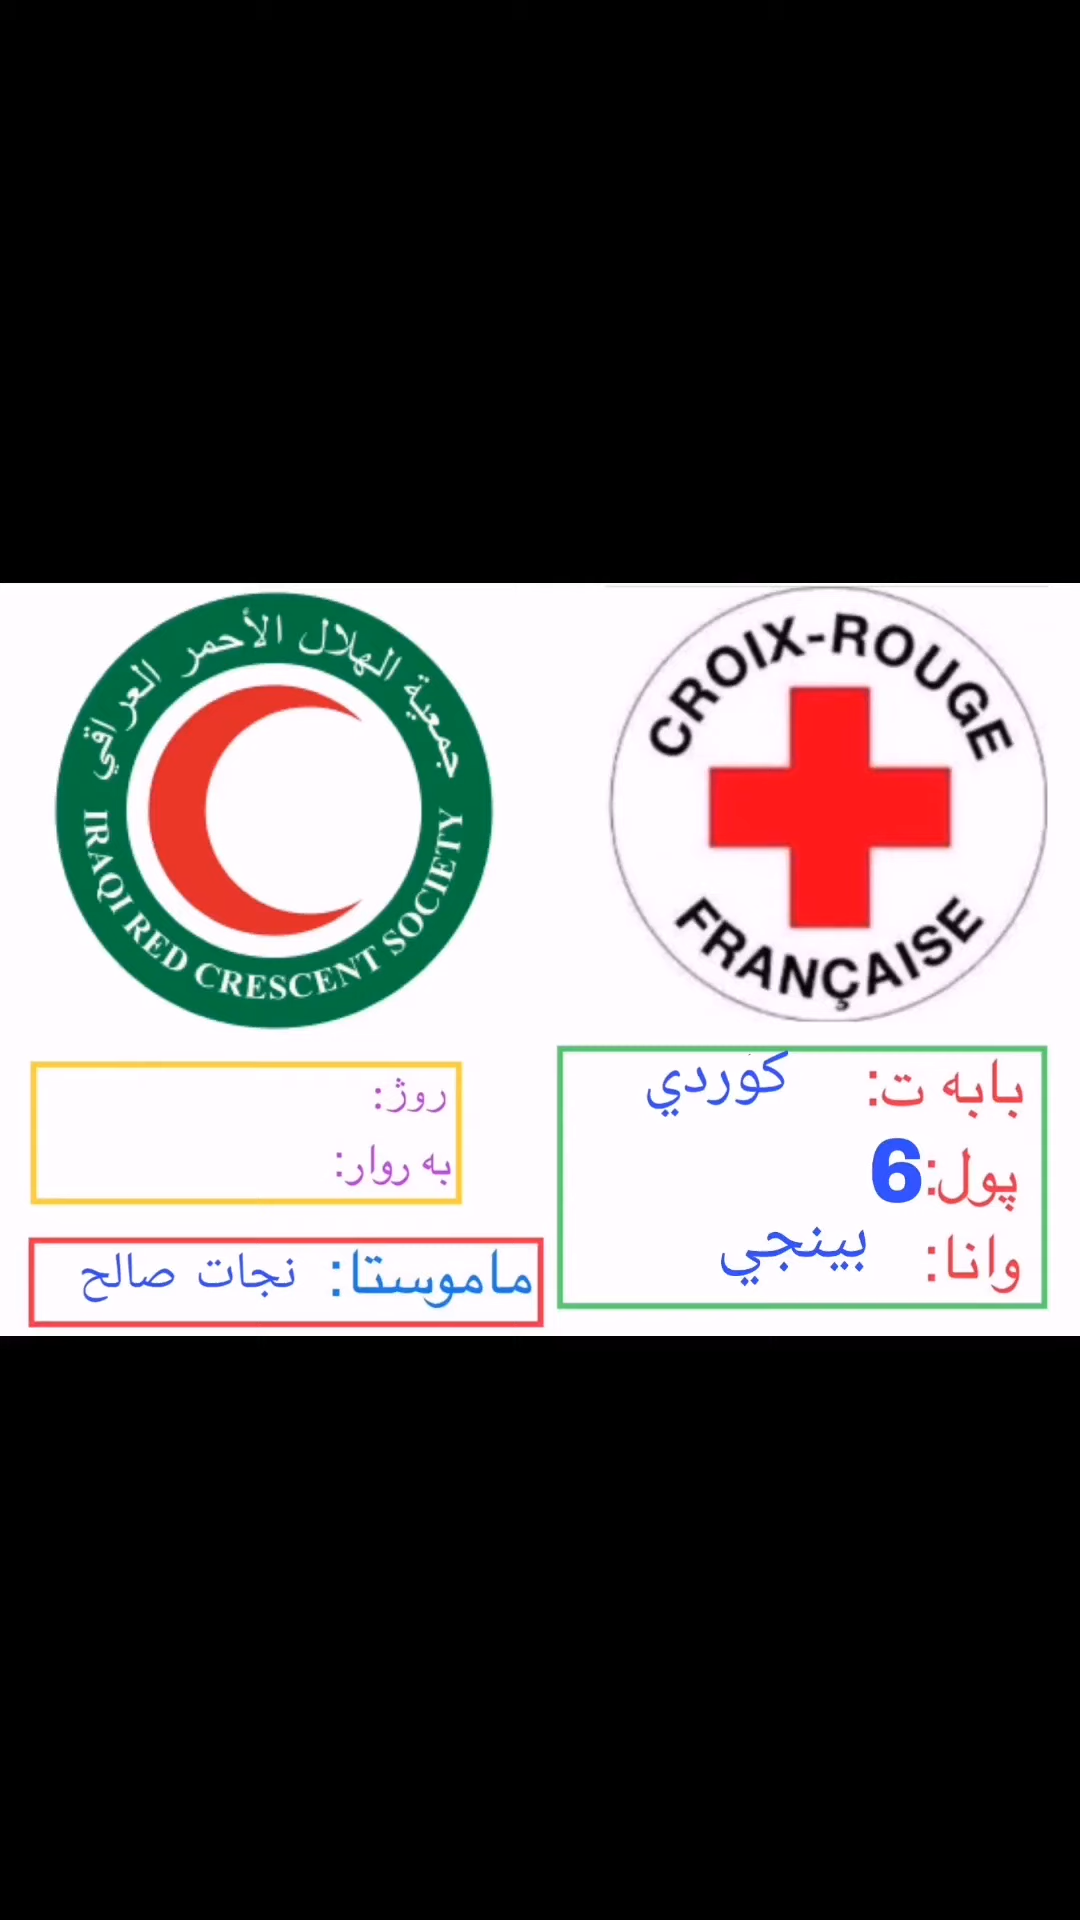 جمعية الهلال الأحمر العراقي
IRAQI RED CRESCENT SOCIETY
CROIX-ROUGE
FRANÇAISE
بابه ت: كوردي
پول:6
وانا: بينجي
روژ:
به روار:
ماموستا: نجات صالح